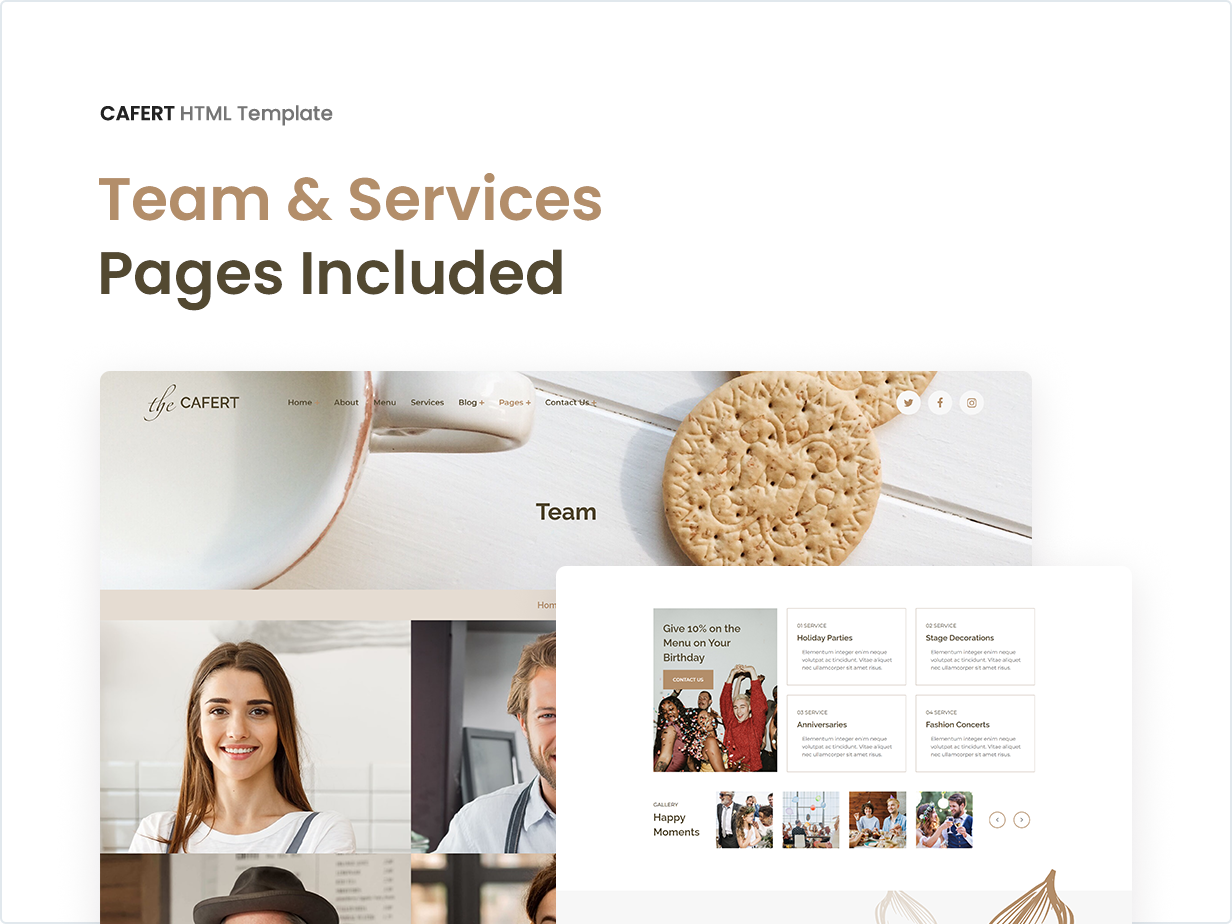 CAFERT HTML Template
Team & Services
Pages Included
the CAFERT
Home About Menu Services Blog + Pages + Contact Us +
Team
Hom
Give 10% on the
Menu on Your
Birthday
CONTACT US
01 SERVICE
Holiday Parties
Elementum integer enim neque
volutpat ac tincidunt. Vitae aliquet
nec ullamcorper sit amet risus.
02 SERVICE
Stage Decorations
Elementum integer enim neque
volutpat ac tincidunt. Vitae aliquet
nec ullamcorper sit amet risus.
03 SERVICE
Anniversaries
Elementum integer enim neque
volutpat ac tincidunt. Vitae aliquet
nec ullamcorper sit amet risus.
04 SERVICE
Fashion Concerts
Elementum integer enim neque
volutpat ac tincidunt. Vitae aliquet
nec ullamcorper sit amet risus.
GALLERY
Happy
Moments